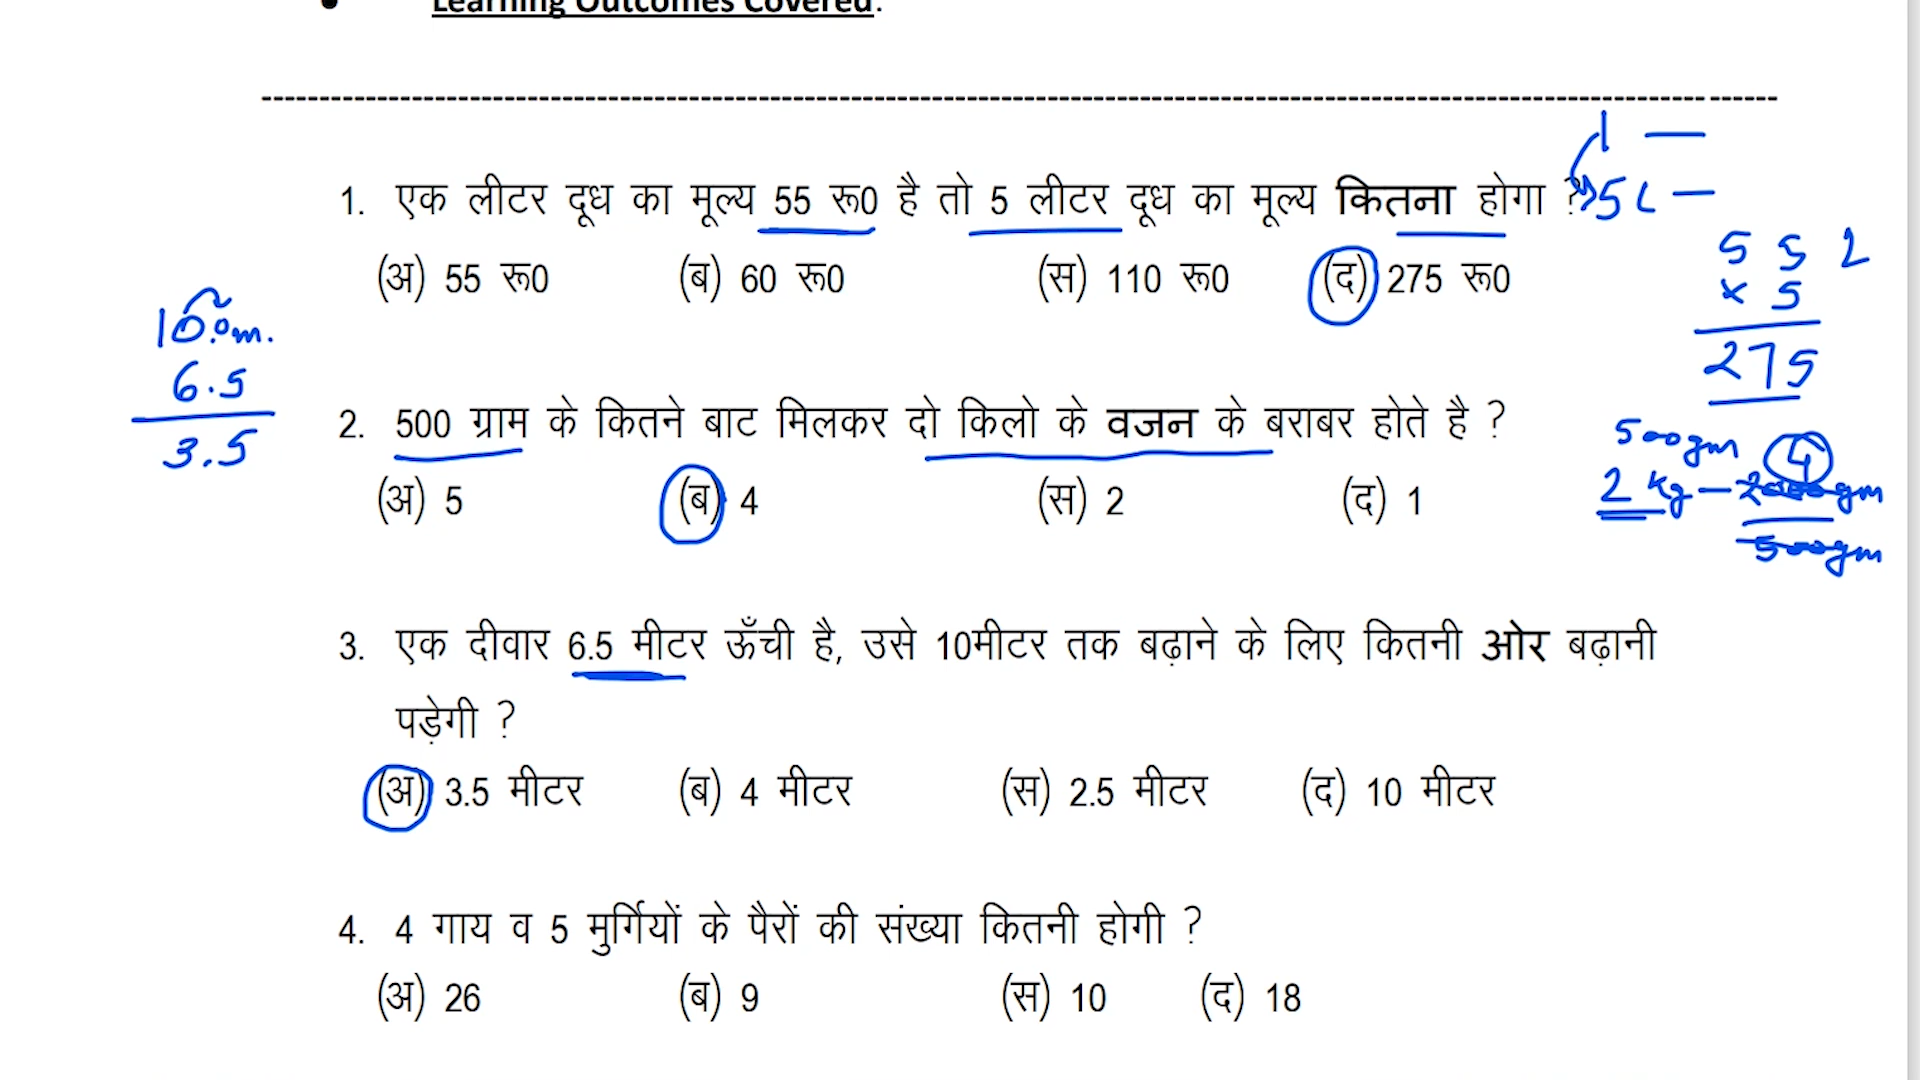 Learning Outcomes Covered:
1. एक लीटर दूध का मूल्य 55 रू0 है तो 5 लीटर दूध का मूल्य कितना होगा ?
(अ) 55 रू0 (ब) 60 रू0 (स) 110 रू0 (द) 275 रू0
2. 500 ग्राम के कितने बाट मिलकर दो किलो के वजन के बराबर होते है ?
(अ) 5 (ब) 4 (स) 2 (द) 1
3. एक दीवार 6.5 मीटर ऊँची है, उसे 10मीटर तक बढ़ाने के लिए कितनी ओर बढ़ानी
पड़ेगी ?
(अ) 3.5 मीटर (ब) 4 मीटर (स) 2.5 मीटर (द) 10 मीटर
4. 4 गाय व 5 मुर्गियों के पैरों की संख्या कितनी होगी ?
(अ) 26 (ब) 9 (स) 10 (द) 18
10.0m.
6.5
3.5
1 —
5L —
55 2
× 5
275
500gm 4
2 kg — 2000gm
500gm